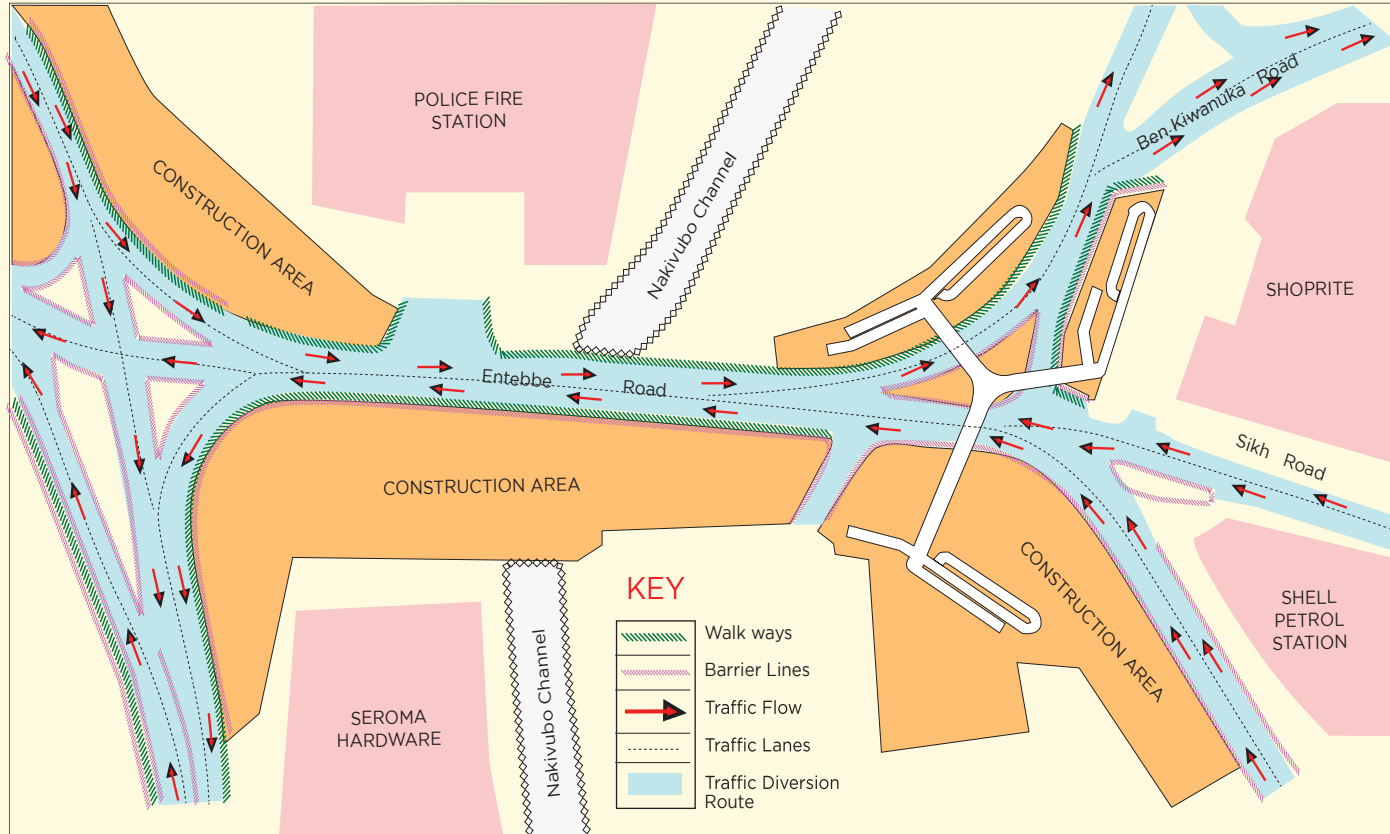 POLICE FIRE
STATION
Nakivubo Channel
Ben Kiwanuka Road
CONSTRUCTION AREA
SHOPRITE
Entebbe Road
Sikh Road
CONSTRUCTION AREA
CONSTRUCTION AREA
SHELL
PETROL
STATION
SEROMA
HARDWARE
Nakivubo Channel
KEY
Walk ways
Barrier Lines
Traffic Flow
Traffic Lanes
Traffic Diversion
Route